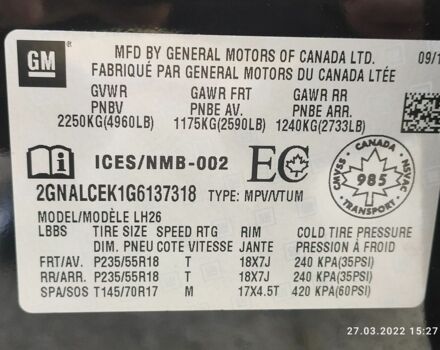 GM
MFD BY GENERAL MOTORS OF CANADA LTD. 09/1
FABRIQUÉ PAR GENERAL MOTORS DU CANADA LTÉE
GVWR GAWR FRT GAWR RR
PNBV PNBE AV. PNBE ARR.
2250KG(4960LB) 1175KG(2590LB) 1240KG(2733LB)
i ICES/NMB-002 EC
CMVSS NSVAC
985
CANADA
TRANSPORT
2GNALCEK1G6137318 TYPE: MPV/VTUM
MODEL/MODÈLE LH26
LBBS TIRE SIZE SPEED RTG RIM COLD TIRE PRESSURE
DIM. PNEU COTE VITESSE JANTE PRESSION À FROID
FRT/AV. P235/55R18 T 18X7J 240 KPA(35PSI)
RR/ARR. P235/55R18 T 18X7J 240 KPA(35PSI)
SPA/SOS T145/70R17 M 17X4.5T 420 KPA(60PSI)
27.03.2022 15:27